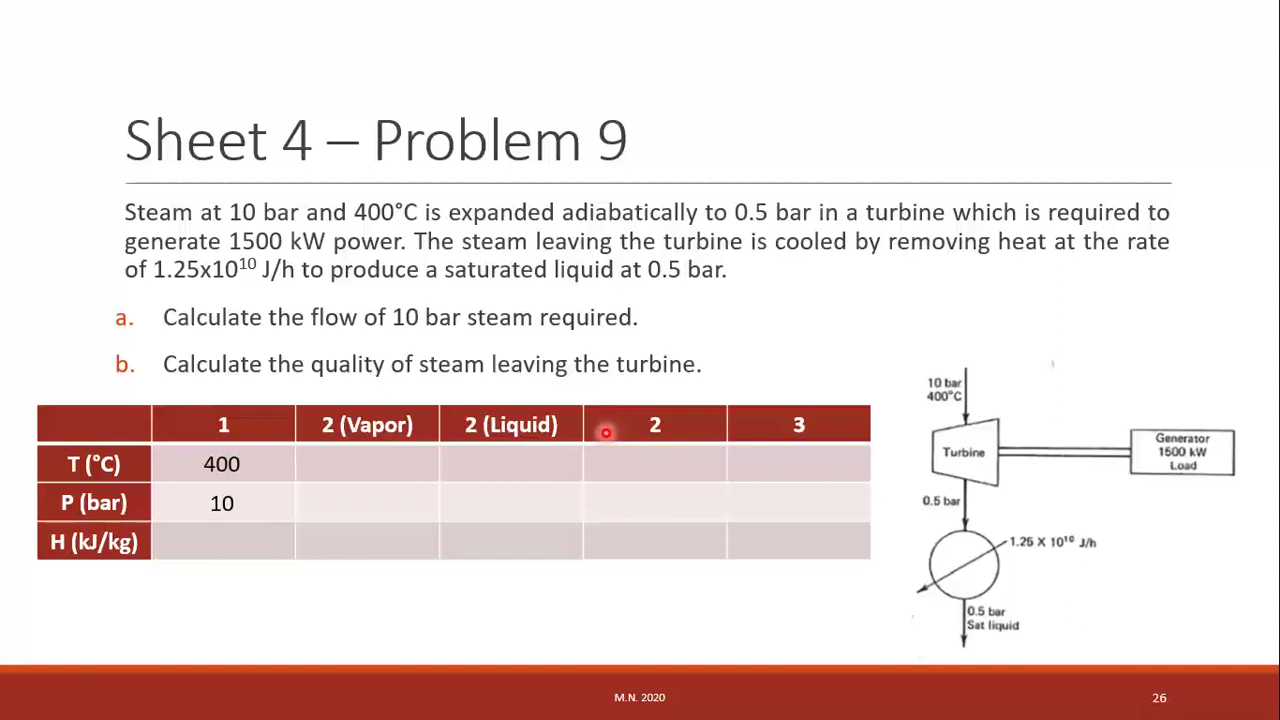 Sheet 4 – Problem 9
Steam at 10 bar and 400°C is expanded adiabatically to 0.5 bar in a turbine which is required to
generate 1500 kW power. The steam leaving the turbine is cooled by removing heat at the rate
of 1.25x10¹⁰ J/h to produce a saturated liquid at 0.5 bar.
a. Calculate the flow of 10 bar steam required.
b. Calculate the quality of steam leaving the turbine.
1 2 (Vapor) 2 (Liquid) 2 3
T (°C) 400
P (bar) 10
H (kJ/kg)
10 bar
400°C
Turbine
Generator
1500 kW
Load
0.5 bar
1.25 X 10¹⁰ J/h
0.5 bar
Sat liquid
M.N. 2020
26